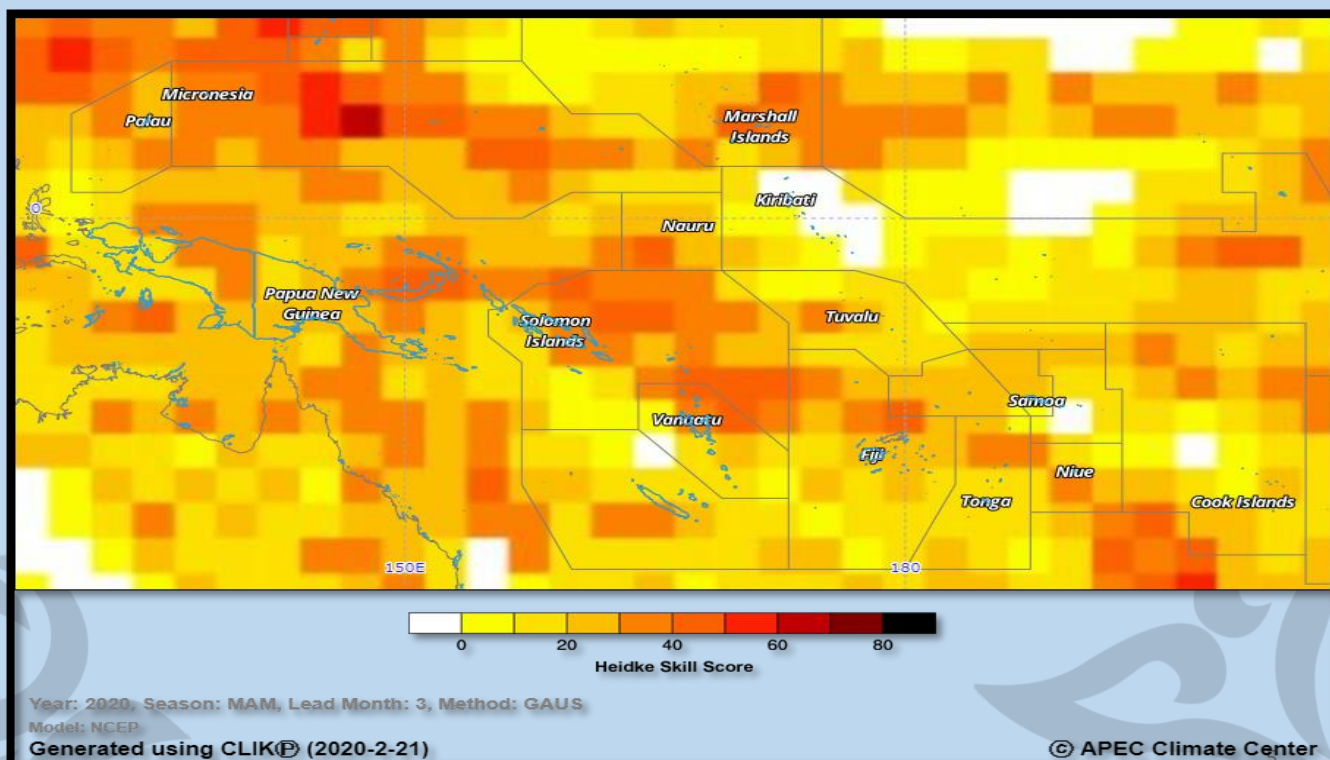 Micronesia
Palau
Marshall
Islands
Kiribati
0
Nauru
Papua New
Guinea
Solomon
Islands
Tuvalu
Samoa
Vanuatu
Fiji
Niue
Tonga
Cook Islands
150E
180
0 20 40 60 80
Heidke Skill Score
Year: 2020, Season: MAM, Lead Month: 3, Method: GAUS
Model: NCEP
Generated using CLIKⓅ (2020-2-21)
© APEC Climate Center